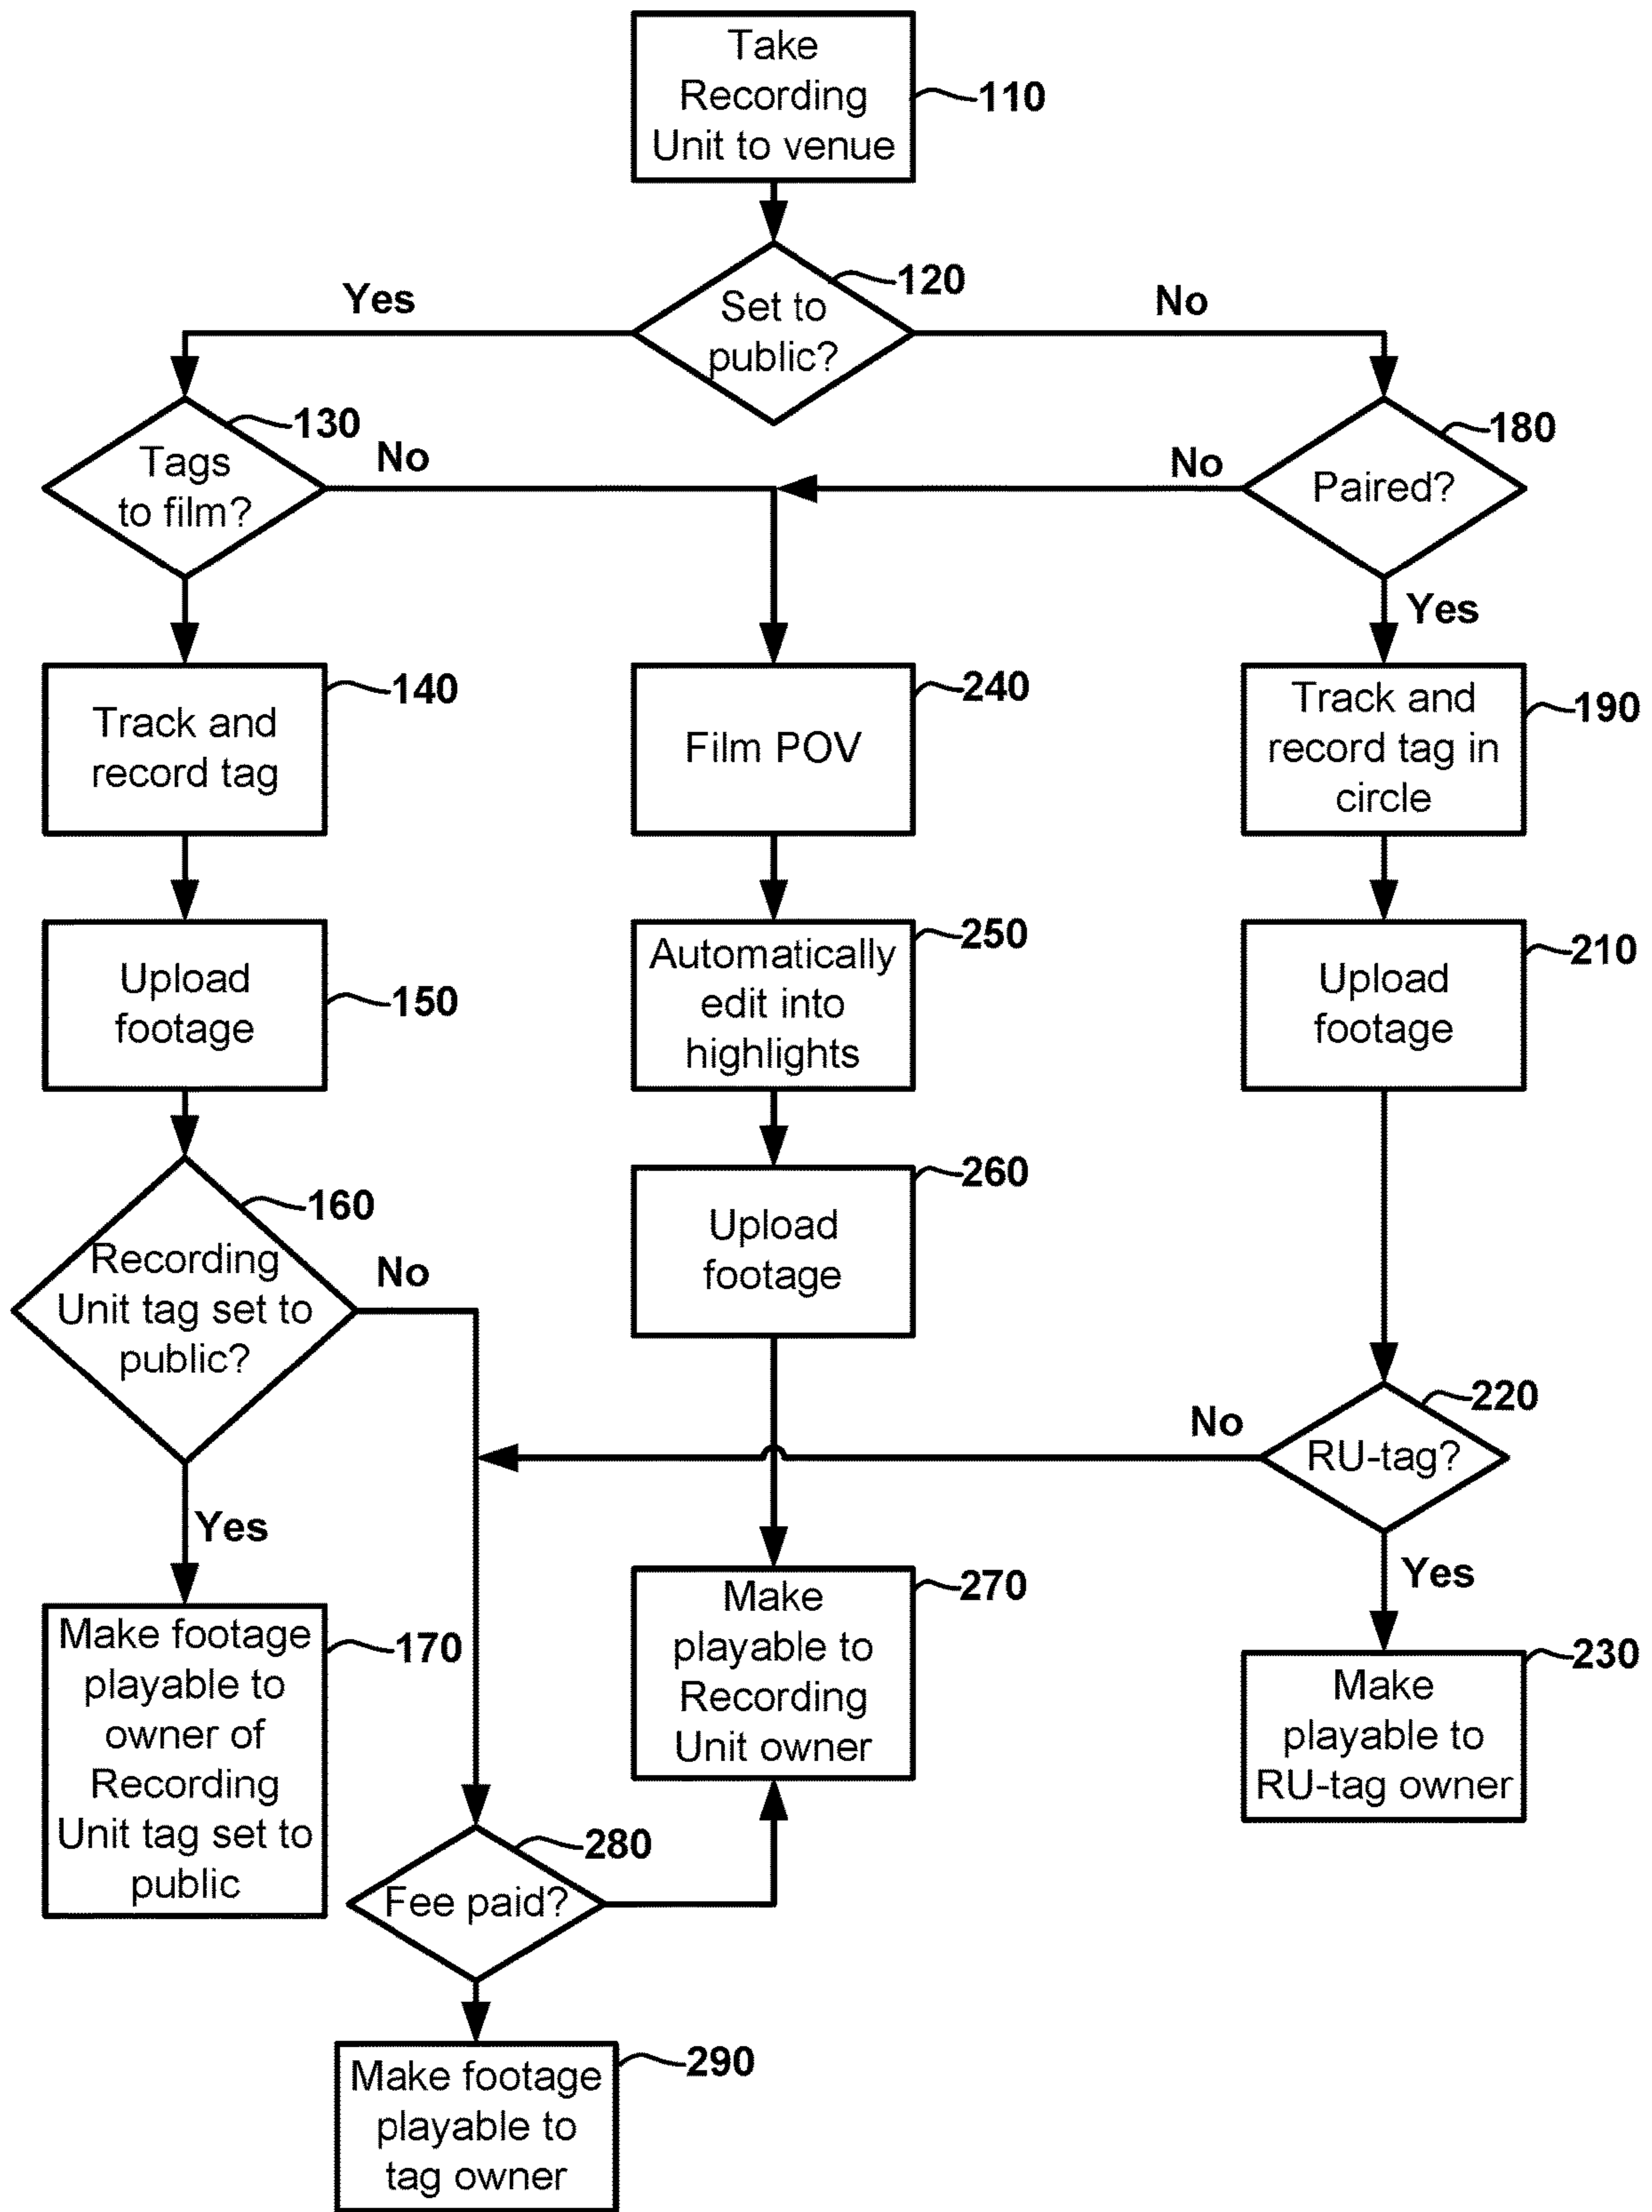 Take
Recording
Unit to venue
110
120
Set to
public?
Yes
No
130
Tags
to film?
No
180
Paired?
No
Yes
140
Track and
record tag
240
Film POV
190
Track and
record tag in
circle
150
Upload
footage
250
Automatically
edit into
highlights
210
Upload
footage
160
Recording
Unit tag set to
public?
No
Yes
260
Upload
footage
220
RU-tag?
No
Yes
170
Make footage
playable to
owner of
Recording
Unit tag set to
public
270
Make
playable to
Recording
Unit owner
230
Make
playable to
RU-tag owner
280
Fee paid?
290
Make footage
playable to
tag owner